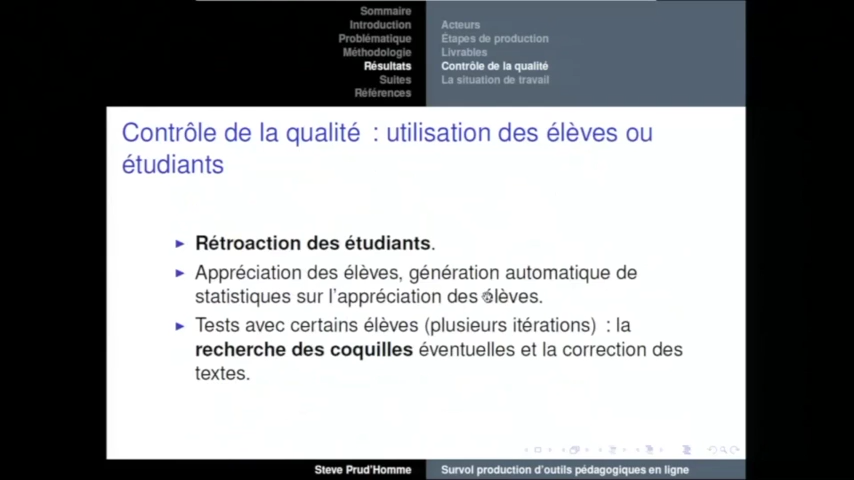 Sommaire
Introduction
Problématique
Méthodologie
Résultats
Suites
Références
Acteurs
Étapes de production
Livrables
Contrôle de la qualité
La situation de travail
Contrôle de la qualité : utilisation des élèves ou
étudiants
Rétroaction des étudiants.
Appréciation des élèves, génération automatique de
statistiques sur l'appréciation des élèves.
Tests avec certains élèves (plusieurs itérations) : la
recherche des coquilles éventuelles et la correction des
textes.
Steve Prud'Homme
Survol production d'outils pédagogiques en ligne